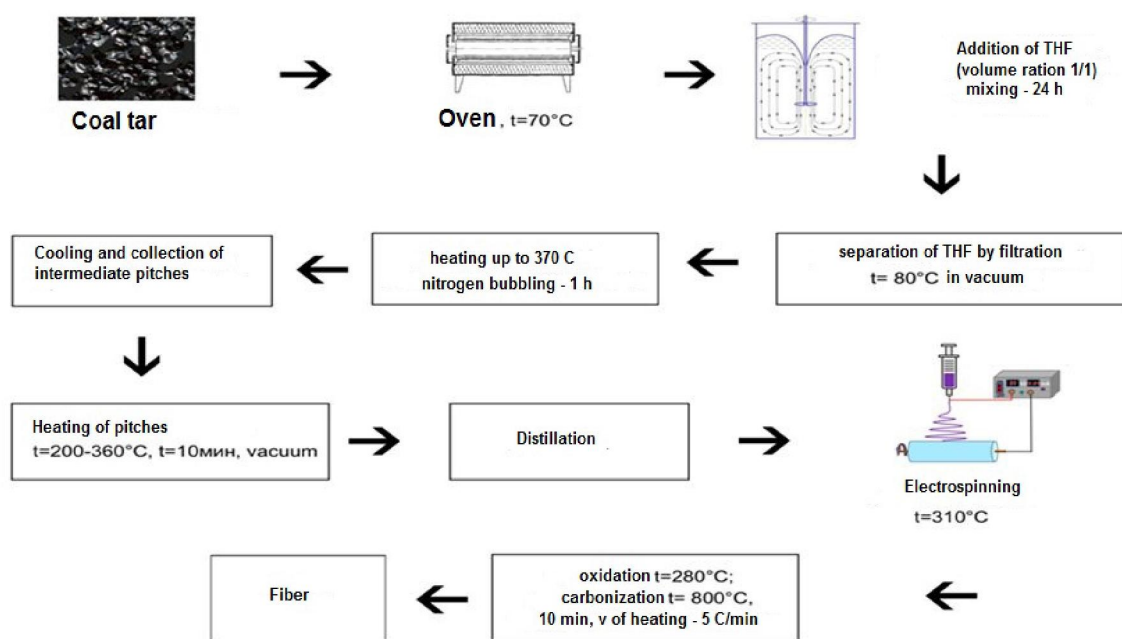 Coal tar
Oven, t=70°C
Addition of THF
(volume ration 1/1)
mixing - 24 h
Cooling and collection of
intermediate pitches
heating up to 370 C
nitrogen bubbling - 1 h
separation of THF by filtration
t= 80°C in vacuum
Heating of pitches
t=200-360°C, t=10мин, vacuum
Distillation
Electrospinning
t=310°C
Fiber
oxidation t=280°C;
carbonization t= 800°C,
10 min, v of heating - 5 C/min